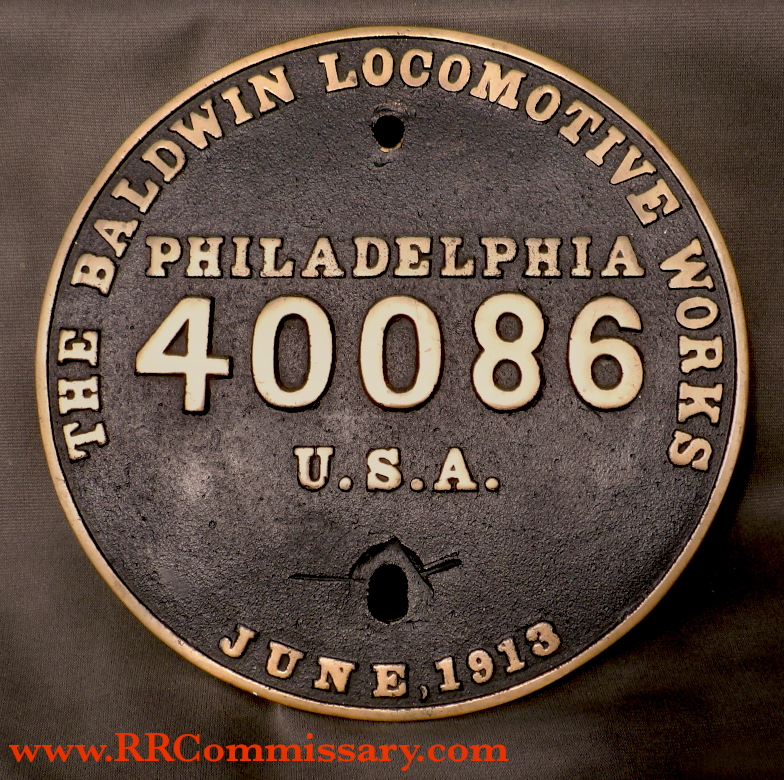 THE BALDWIN LOCOMOTIVE WORKS
PHILADELPHIA
40086
U.S.A.
JUNE, 1913
www.RRCommissary.com